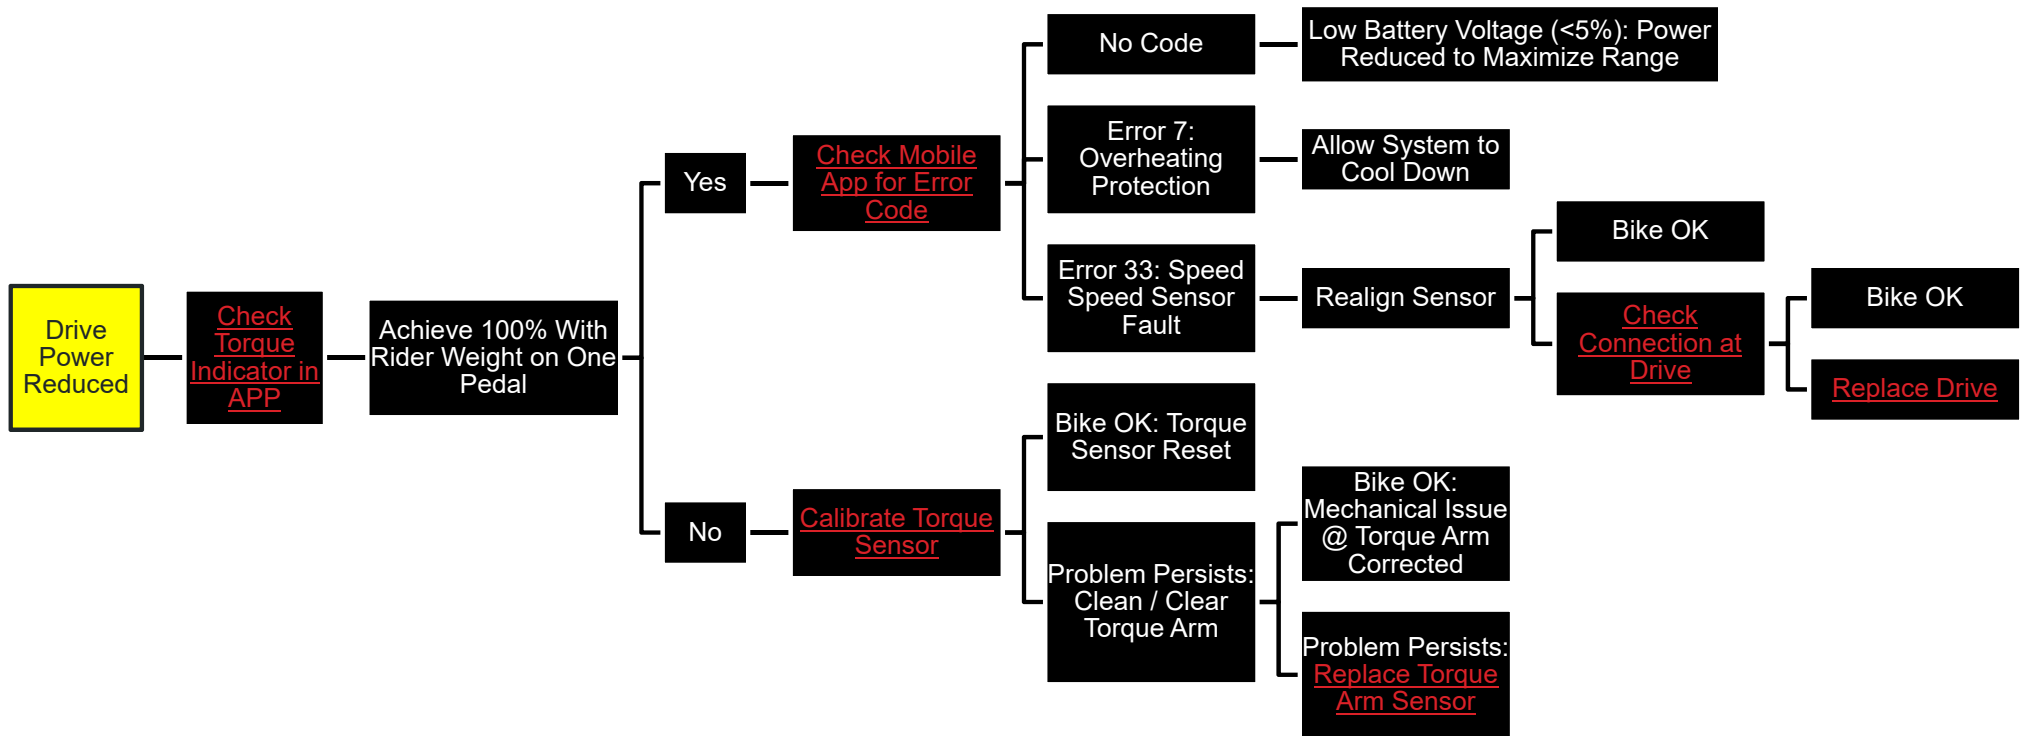 Drive
Power
Reduced
Check
Torque
Indicator in
APP
Achieve 100% With
Rider Weight on One
Pedal
Yes
Check Mobile
App for Error
Code
No Code
Low Battery Voltage (<5%): Power
Reduced to Maximize Range
Error 7:
Overheating
Protection
Allow System to
Cool Down
Error 33: Speed
Speed Sensor
Fault
Realign Sensor
Bike OK
Check
Connection at
Drive
Bike OK
Replace Drive
No
Calibrate Torque
Sensor
Bike OK: Torque
Sensor Reset
Problem Persists:
Clean / Clear
Torque Arm
Bike OK:
Mechanical Issue
@ Torque Arm
Corrected
Problem Persists:
Replace Torque
Arm Sensor